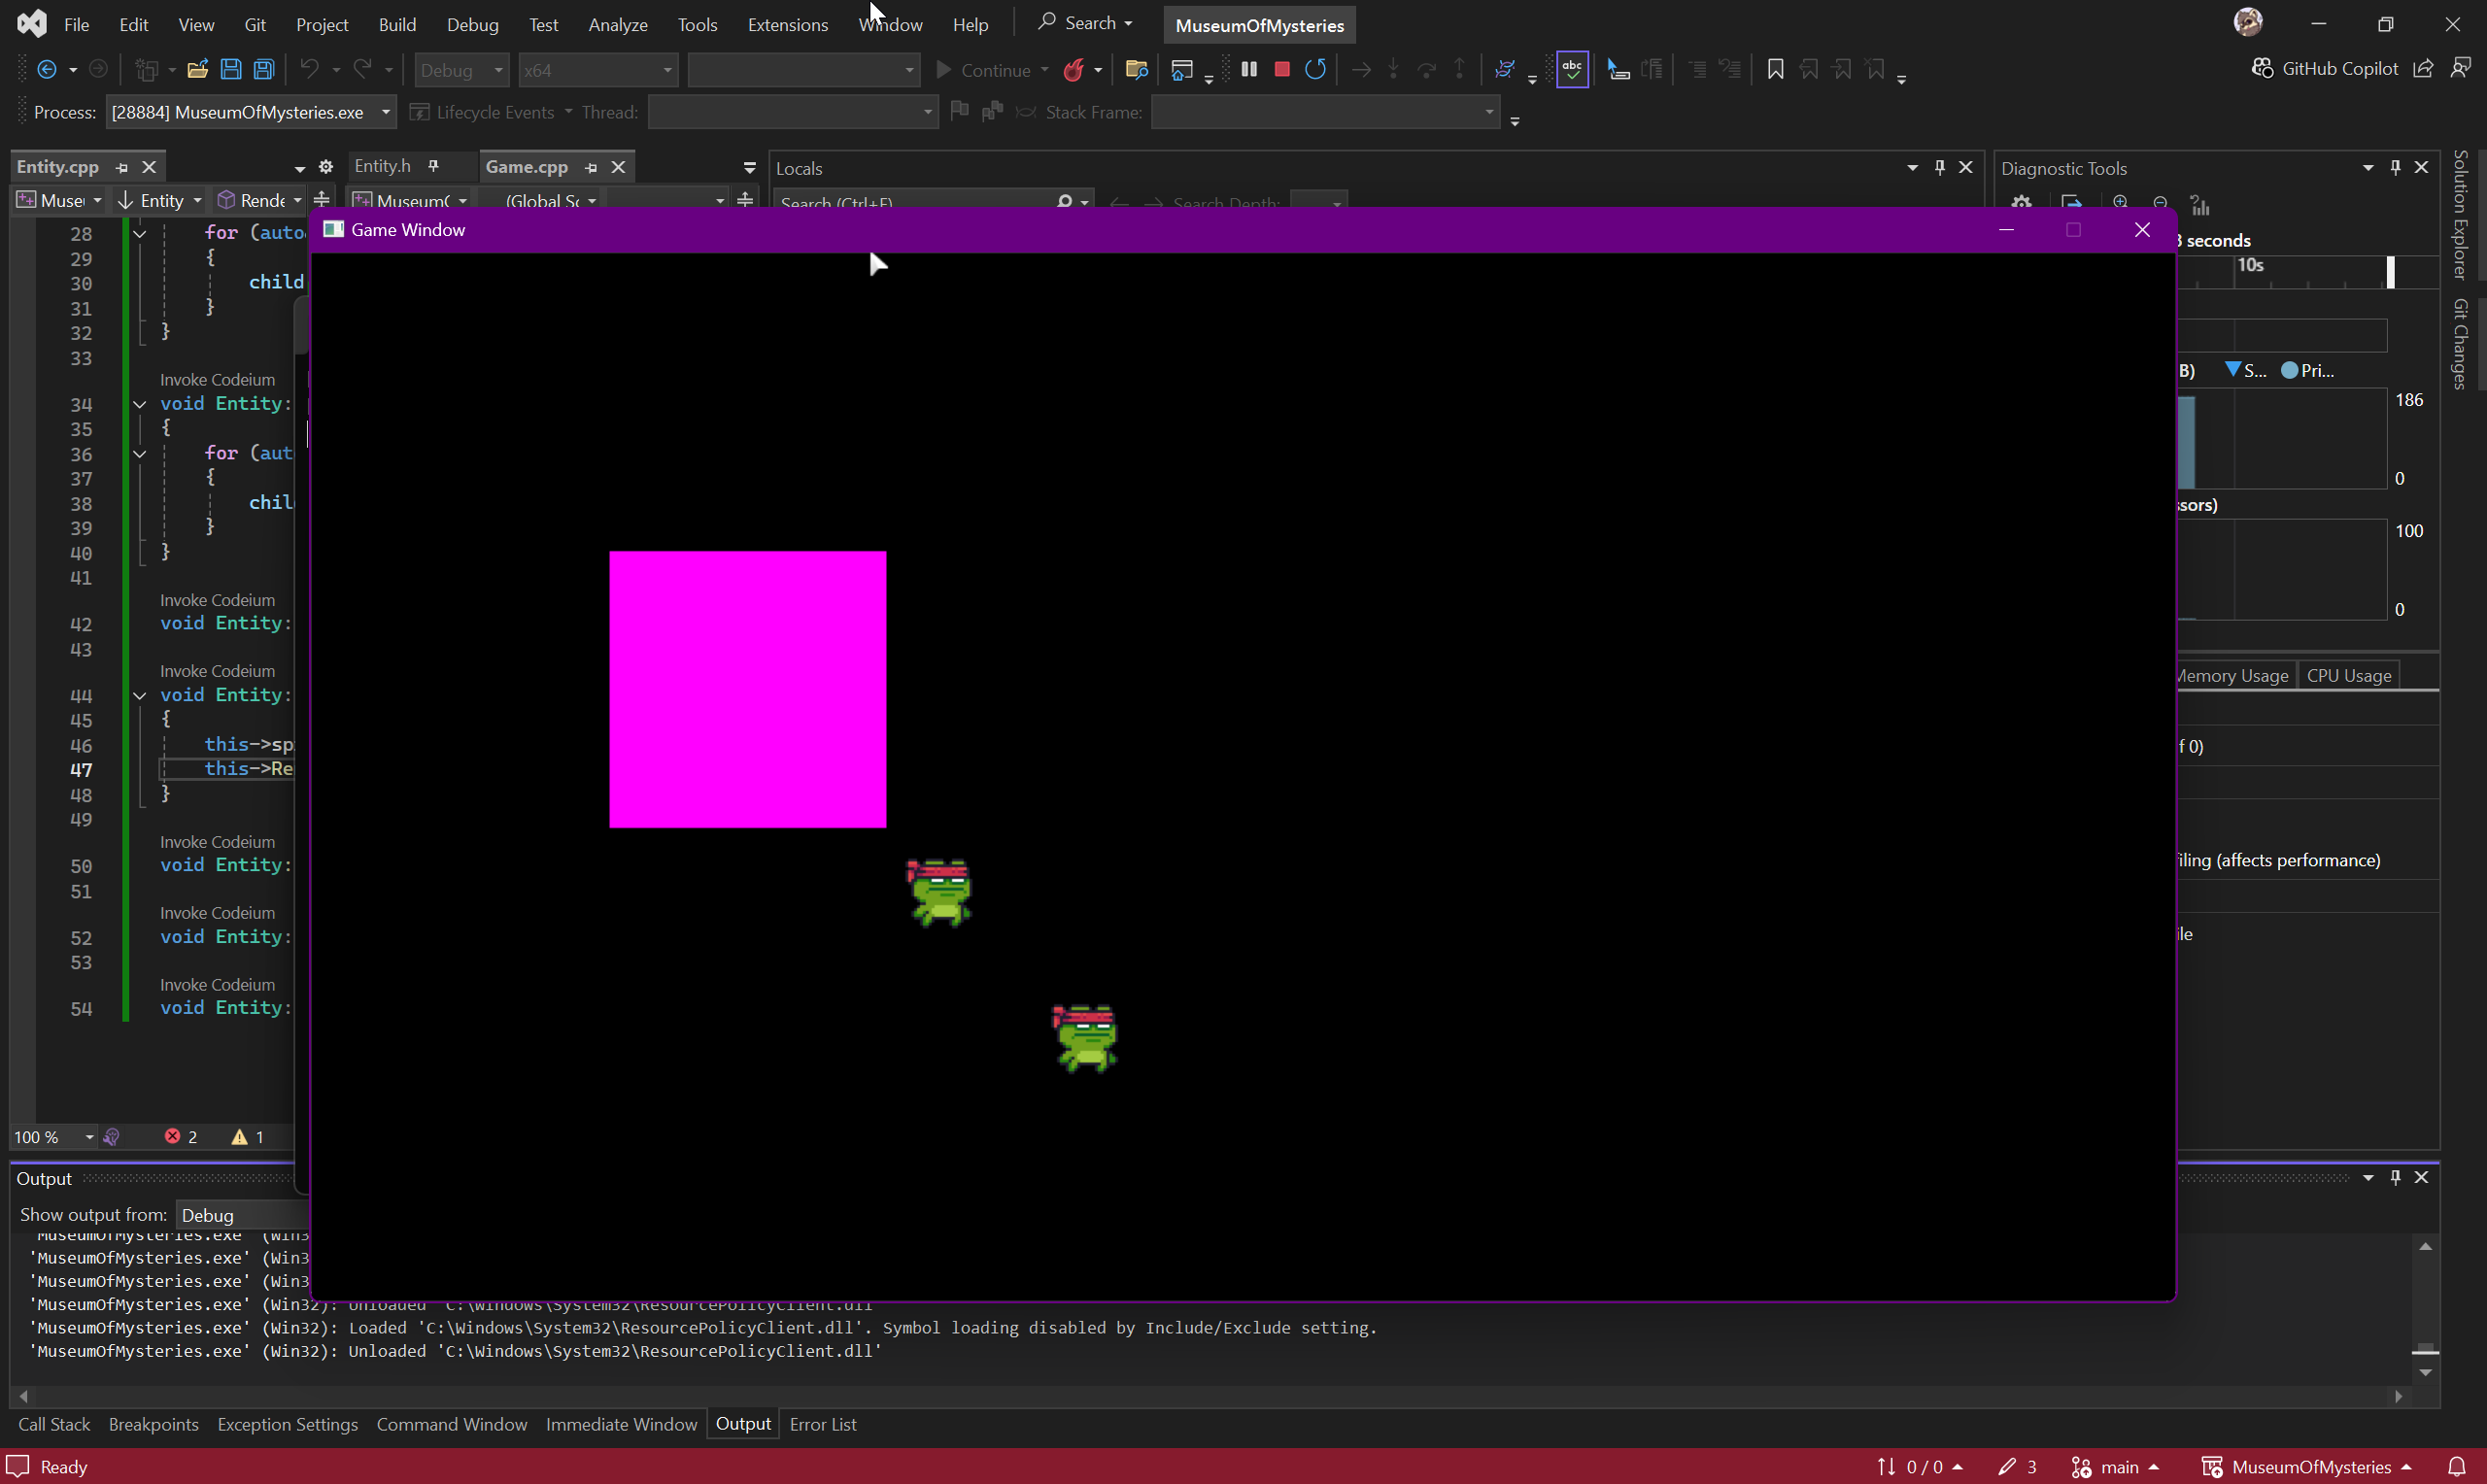 File Edit View Git Project Build Debug Test Analyze Tools Extensions Window Help Search MuseumOfMysteries
Debug x64 Continue abc GitHub Copilot
Process: [28884] MuseumOfMysteries.exe Lifecycle Events Thread: Stack Frame:
Entity.cpp Entity.h Game.cpp Locals Diagnostic Tools Solution Explorer Git Changes
Entity
Search (Ctrl+E) Search Depth:
Game Window
seconds
10s
28 for (auto
29 {
30 child
31 }
32 }
33
Invoke Codeium
34 void Entity:
35 {
36 for (aut
37 {
38 chil
39 }
40 }
41
Invoke Codeium
42 void Entity:
43
Invoke Codeium
44 void Entity:
45 {
46 this->sp
47 this->Re
48 }
49
Invoke Codeium
50 void Entity:
51
Invoke Codeium
52 void Entity:
53
Invoke Codeium
54 void Entity:
B) S... Pri...
186
0
sors)
100
0
Memory Usage CPU Usage
f 0)
iling (affects performance)
ile
100 % 2 1
Output
Show output from: Debug
'MuseumOfMysteries.exe' (Win3
'MuseumOfMysteries.exe' (Win3
'MuseumOfMysteries.exe' (Win3
'MuseumOfMysteries.exe' (Win32): Unloaded 'C:\Windows\System32\ResourcePolicyClient.dll'
'MuseumOfMysteries.exe' (Win32): Loaded 'C:\Windows\System32\ResourcePolicyClient.dll'. Symbol loading disabled by Include/Exclude setting.
'MuseumOfMysteries.exe' (Win32): Unloaded 'C:\Windows\System32\ResourcePolicyClient.dll'
Call Stack Breakpoints Exception Settings Command Window Immediate Window Output Error List
Ready 0 / 0 3 main MuseumOfMysteries